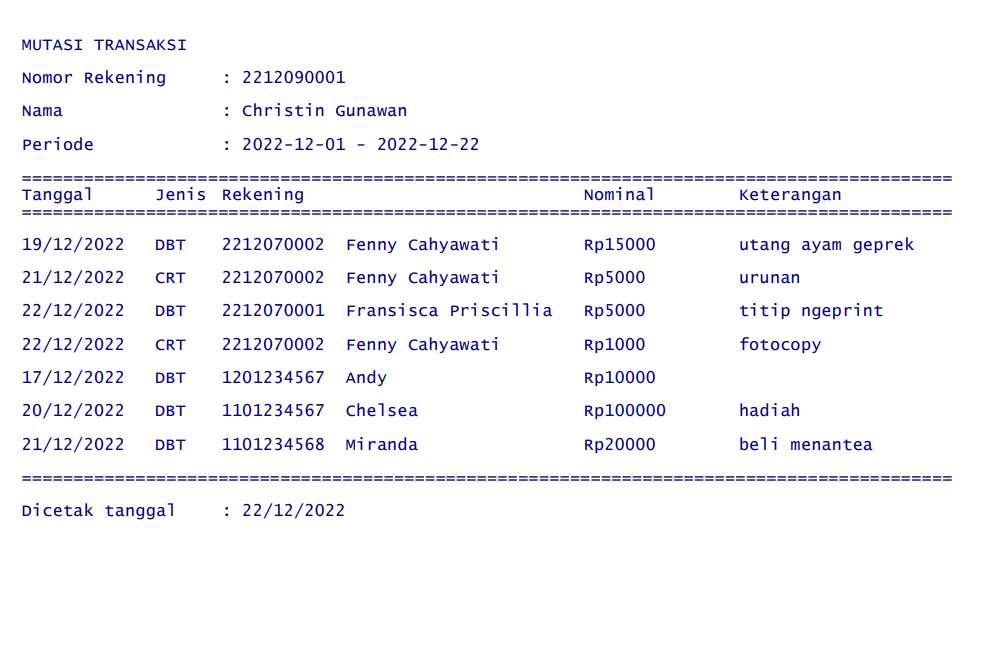 MUTASI TRANSAKSI
Nomor Rekening : 2212090001
Nama : Christin Gunawan
Periode : 2022-12-01 - 2022-12-22
==========================================================================================
Tanggal Jenis Rekening Nominal Keterangan
==========================================================================================
19/12/2022 DBT 2212070002 Fenny Cahyawati Rp15000 utang ayam geprek
21/12/2022 CRT 2212070002 Fenny Cahyawati Rp5000 urunan
22/12/2022 DBT 2212070001 Fransisca Priscillia Rp5000 titip ngeprint
22/12/2022 CRT 2212070002 Fenny Cahyawati Rp1000 fotocopy
17/12/2022 DBT 1201234567 Andy Rp10000
20/12/2022 DBT 1101234567 Chelsea Rp100000 hadiah
21/12/2022 DBT 1101234568 Miranda Rp20000 beli menantea
==========================================================================================
Dicetak tanggal : 22/12/2022